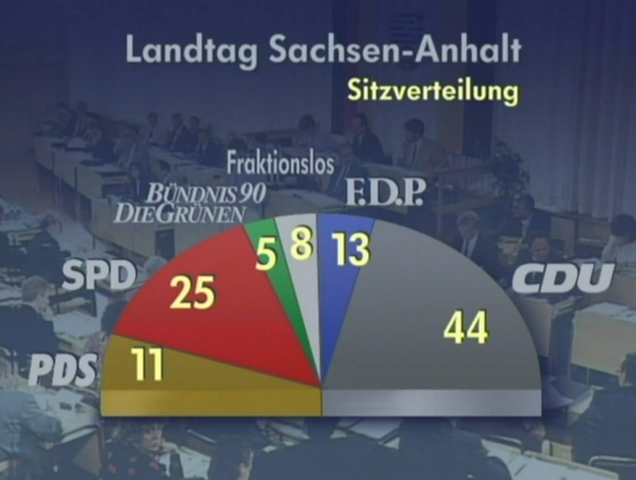 Landtag Sachsen-Anhalt
Sitzverteilung
Fraktionslos
BÜNDNIS 90
DIE GRÜNEN
F.D.P.
SPD
CDU
PDS
11
25
5
8
13
44